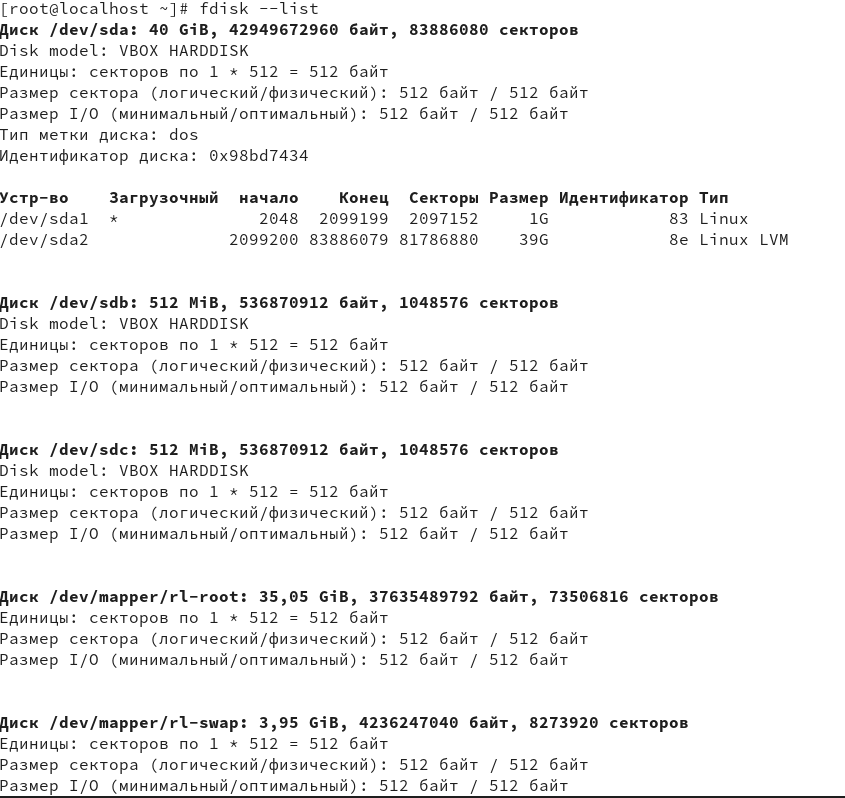 [root@localhost ~]# fdisk --list
Диск /dev/sda: 40 GiB, 42949672960 байт, 83886080 секторов
Disk model: VBOX HARDDISK
Единицы: секторов по 1 * 512 = 512 байт
Размер сектора (логический/физический): 512 байт / 512 байт
Размер I/O (минимальный/оптимальный): 512 байт / 512 байт
Тип метки диска: dos
Идентификатор диска: 0x98bd7434
Устр-во Загрузочный начало Конец Секторы Размер Идентификатор Тип
/dev/sda1 * 2048 2099199 2097152 1G 83 Linux
/dev/sda2 2099200 83886079 81786880 39G 8e Linux LVM
Диск /dev/sdb: 512 MiB, 536870912 байт, 1048576 секторов
Disk model: VBOX HARDDISK
Единицы: секторов по 1 * 512 = 512 байт
Размер сектора (логический/физический): 512 байт / 512 байт
Размер I/O (минимальный/оптимальный): 512 байт / 512 байт
Диск /dev/sdc: 512 MiB, 536870912 байт, 1048576 секторов
Disk model: VBOX HARDDISK
Единицы: секторов по 1 * 512 = 512 байт
Размер сектора (логический/физический): 512 байт / 512 байт
Размер I/O (минимальный/оптимальный): 512 байт / 512 байт
Диск /dev/mapper/rl-root: 35,05 GiB, 37635489792 байт, 73506816 секторов
Единицы: секторов по 1 * 512 = 512 байт
Размер сектора (логический/физический): 512 байт / 512 байт
Размер I/O (минимальный/оптимальный): 512 байт / 512 байт
Диск /dev/mapper/rl-swap: 3,95 GiB, 4236247040 байт, 8273920 секторов
Единицы: секторов по 1 * 512 = 512 байт
Размер сектора (логический/физический): 512 байт / 512 байт
Размер I/O (минимальный/оптимальный): 512 байт / 512 байт